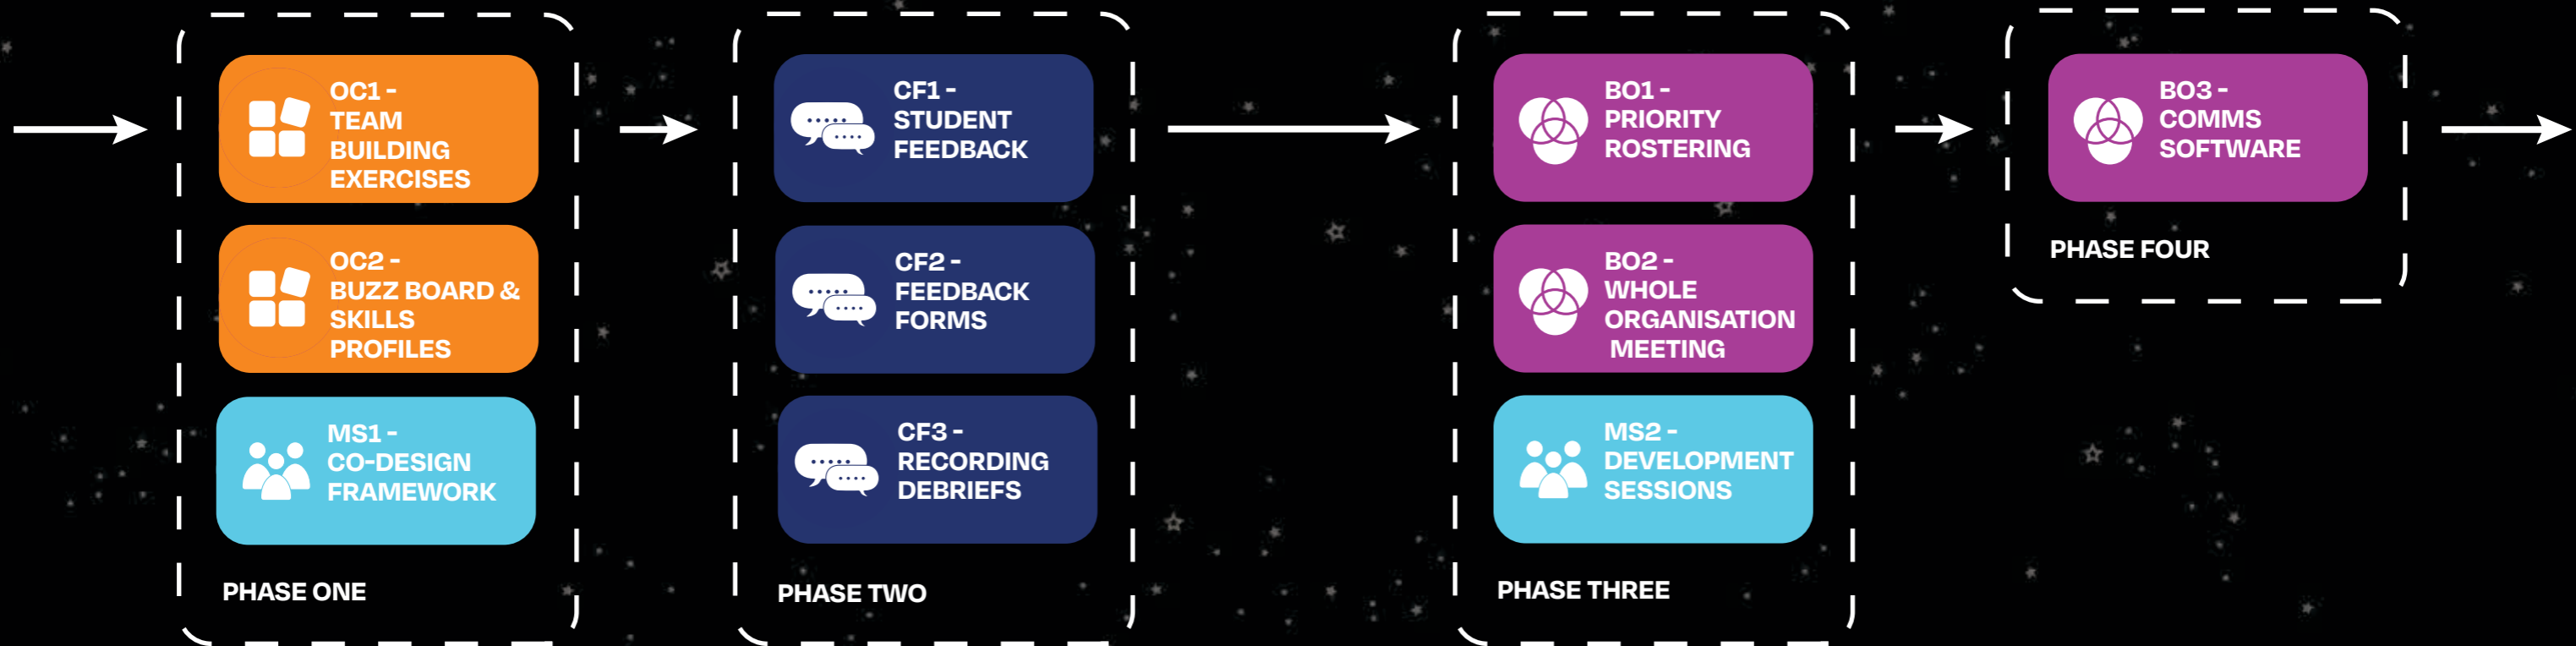 OC1 -
TEAM
BUILDING
EXERCISES
OC2 -
BUZZ BOARD &
SKILLS
PROFILES
MS1 -
CO-DESIGN
FRAMEWORK
PHASE ONE
CF1 -
STUDENT
FEEDBACK
CF2 -
FEEDBACK
FORMS
CF3 -
RECORDING
DEBRIEFS
PHASE TWO
BO1 -
PRIORITY
ROSTERING
BO2 -
WHOLE
ORGANISATION
MEETING
MS2 -
DEVELOPMENT
SESSIONS
PHASE THREE
BO3 -
COMMS
SOFTWARE
PHASE FOUR